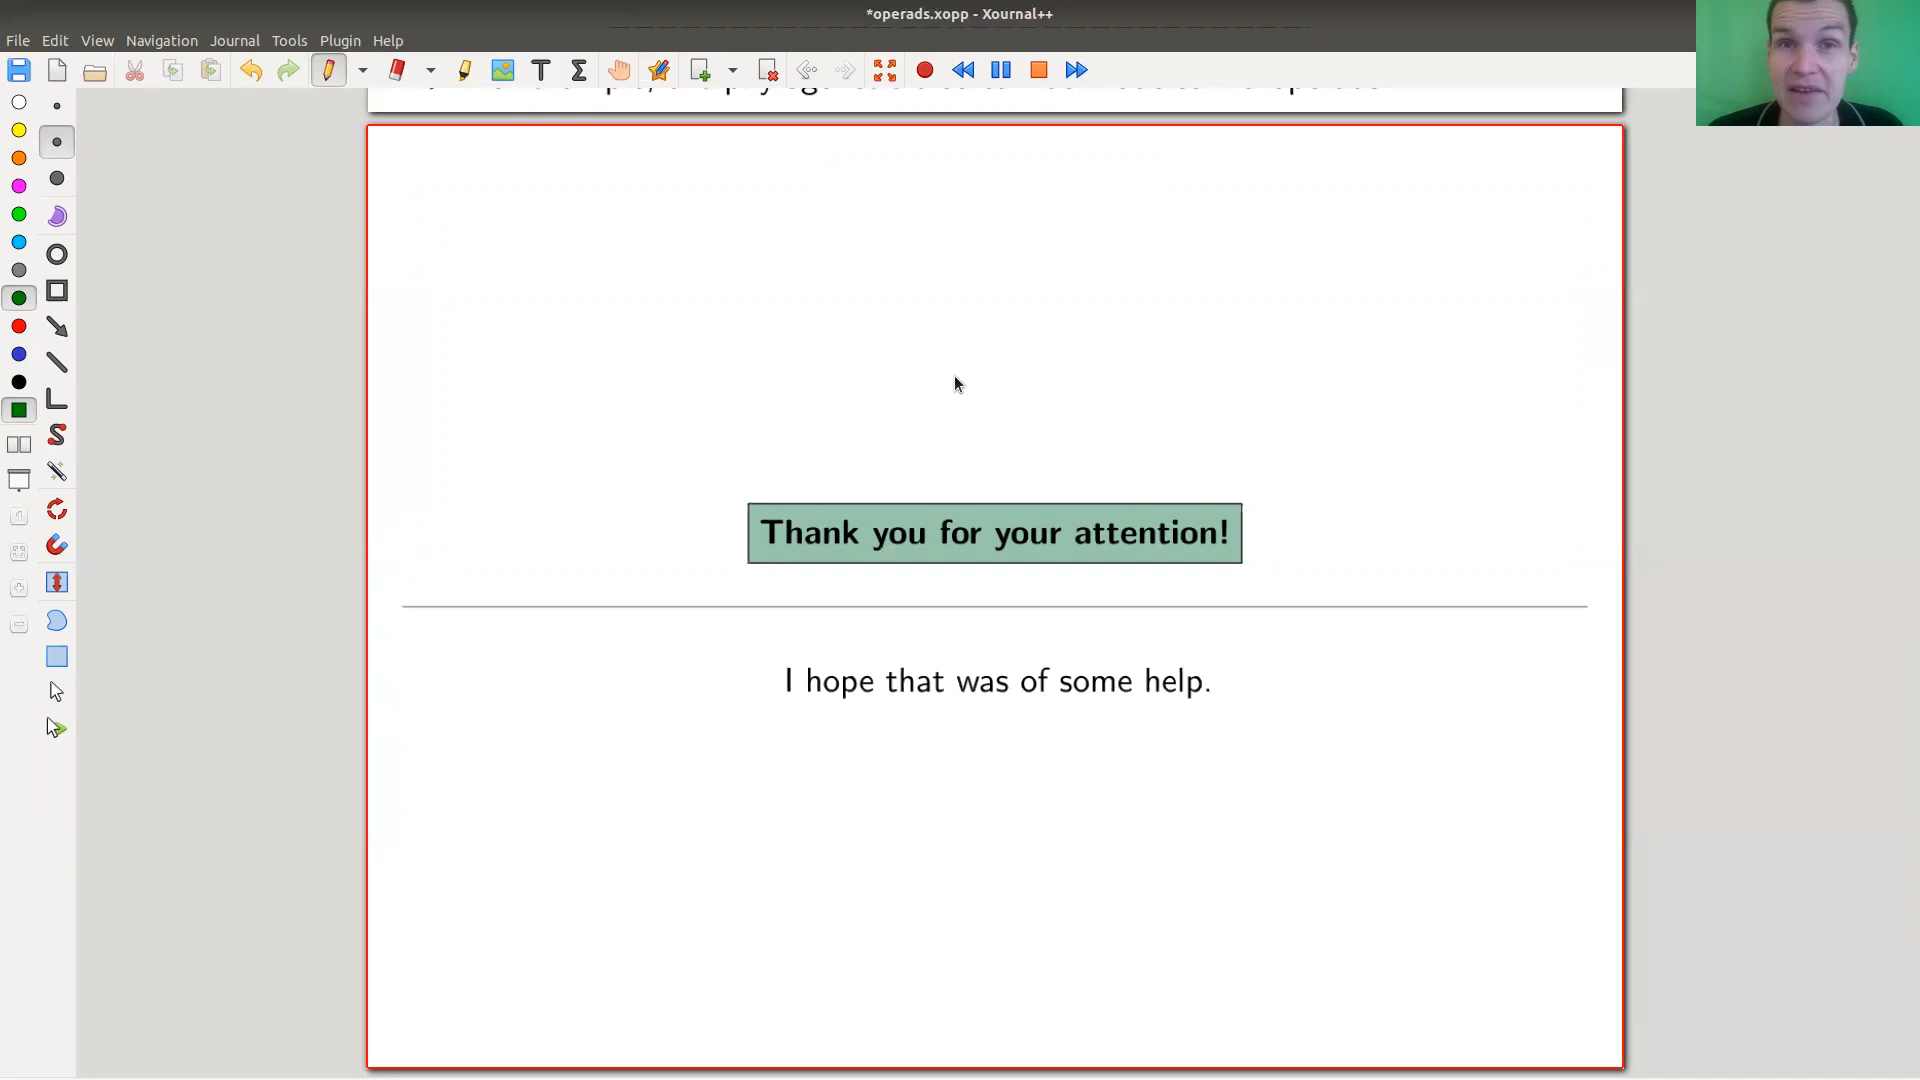 *operads.xopp - Xournal++
File Edit View Navigation Journal Tools Plugin Help
Thank you for your attention!
I hope that was of some help.